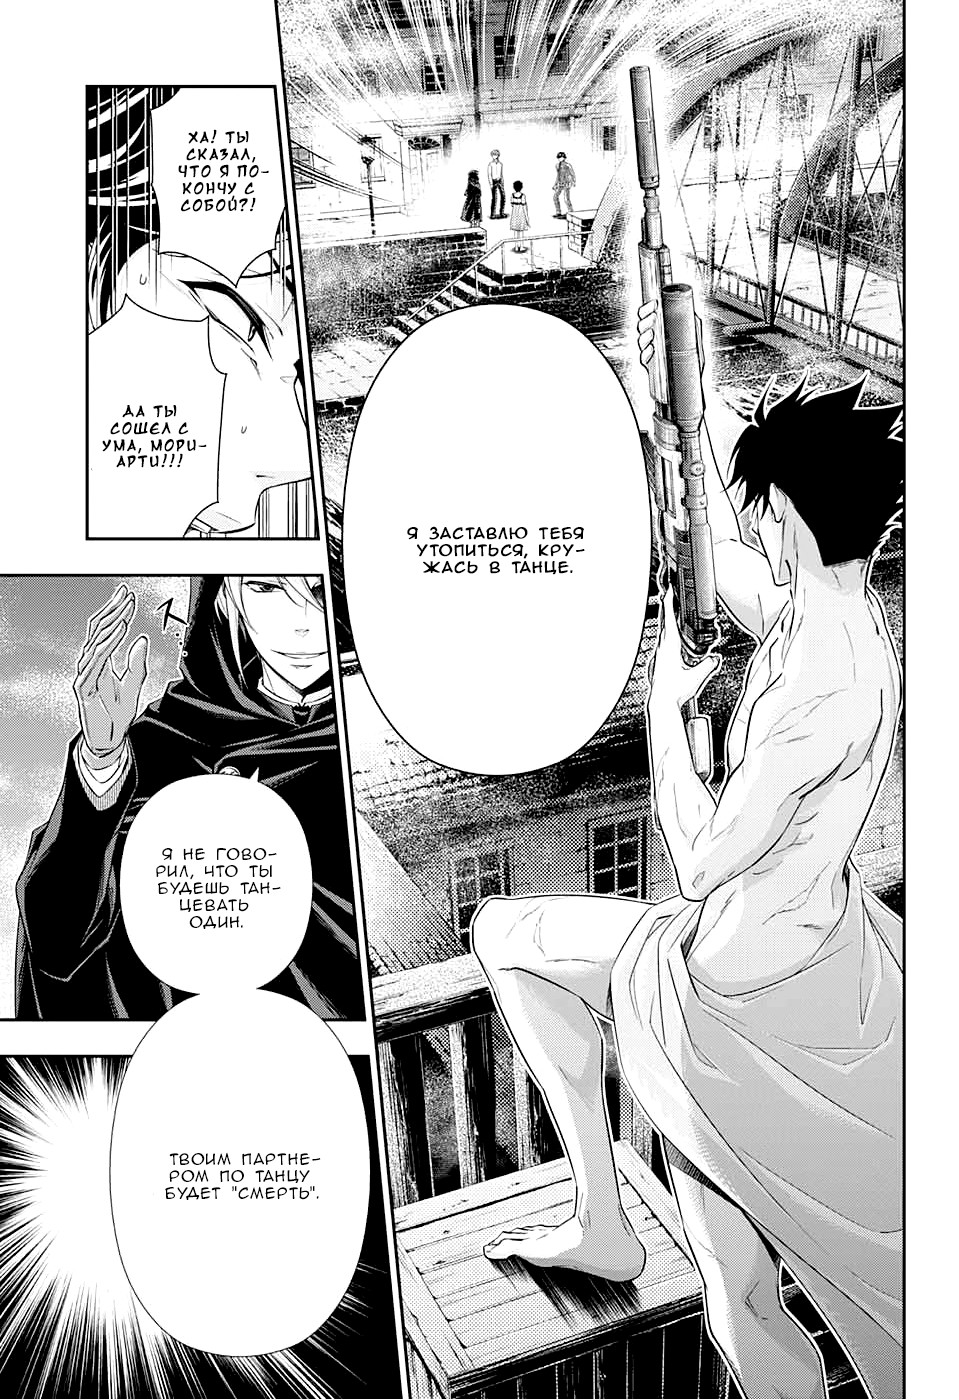 Я ЗАСТАВЛЮ ТЕБЯ
УТОПИТЬСЯ, КРУ-
ЖАСЬ В ТАНЦЕ.
ХА! ТЫ
СКАЗАЛ,
ЧТО Я ПО-
КОНЧУ С
СОБОЙ?!
ДА ТЫ
СОШЕЛ С
УМА, МОРИ-
АРТИ!!!
Я НЕ ГОВО-
РИЛ, ЧТО ТЫ
БУДЕШЬ ТАН-
ЦЕВАТЬ
ОДИН.
ТВОИМ ПАРТНЕ-
РОМ ПО ТАНЦУ
БУДЕТ "СМЕРТЬ".